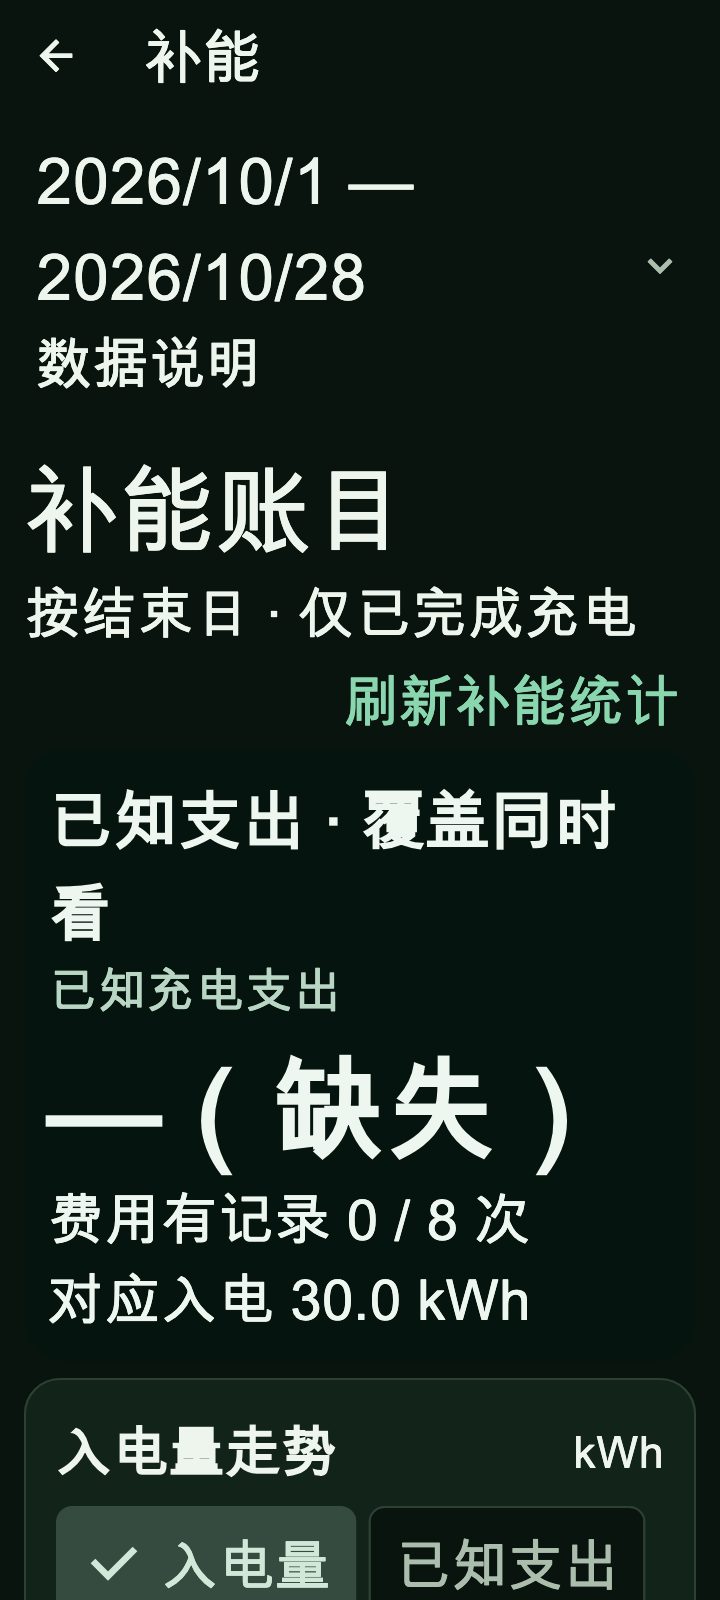 补能
2026/10/1 —
2026/10/28
数据说明
补能账目
按结束日 · 仅已完成充电
刷新补能统计
已知支出 · 覆盖同时
看
已知充电支出
—（缺失）
费用有记录 0 / 8 次
对应入电 30.0 kWh
入电量走势 kWh
入电量 已知支出